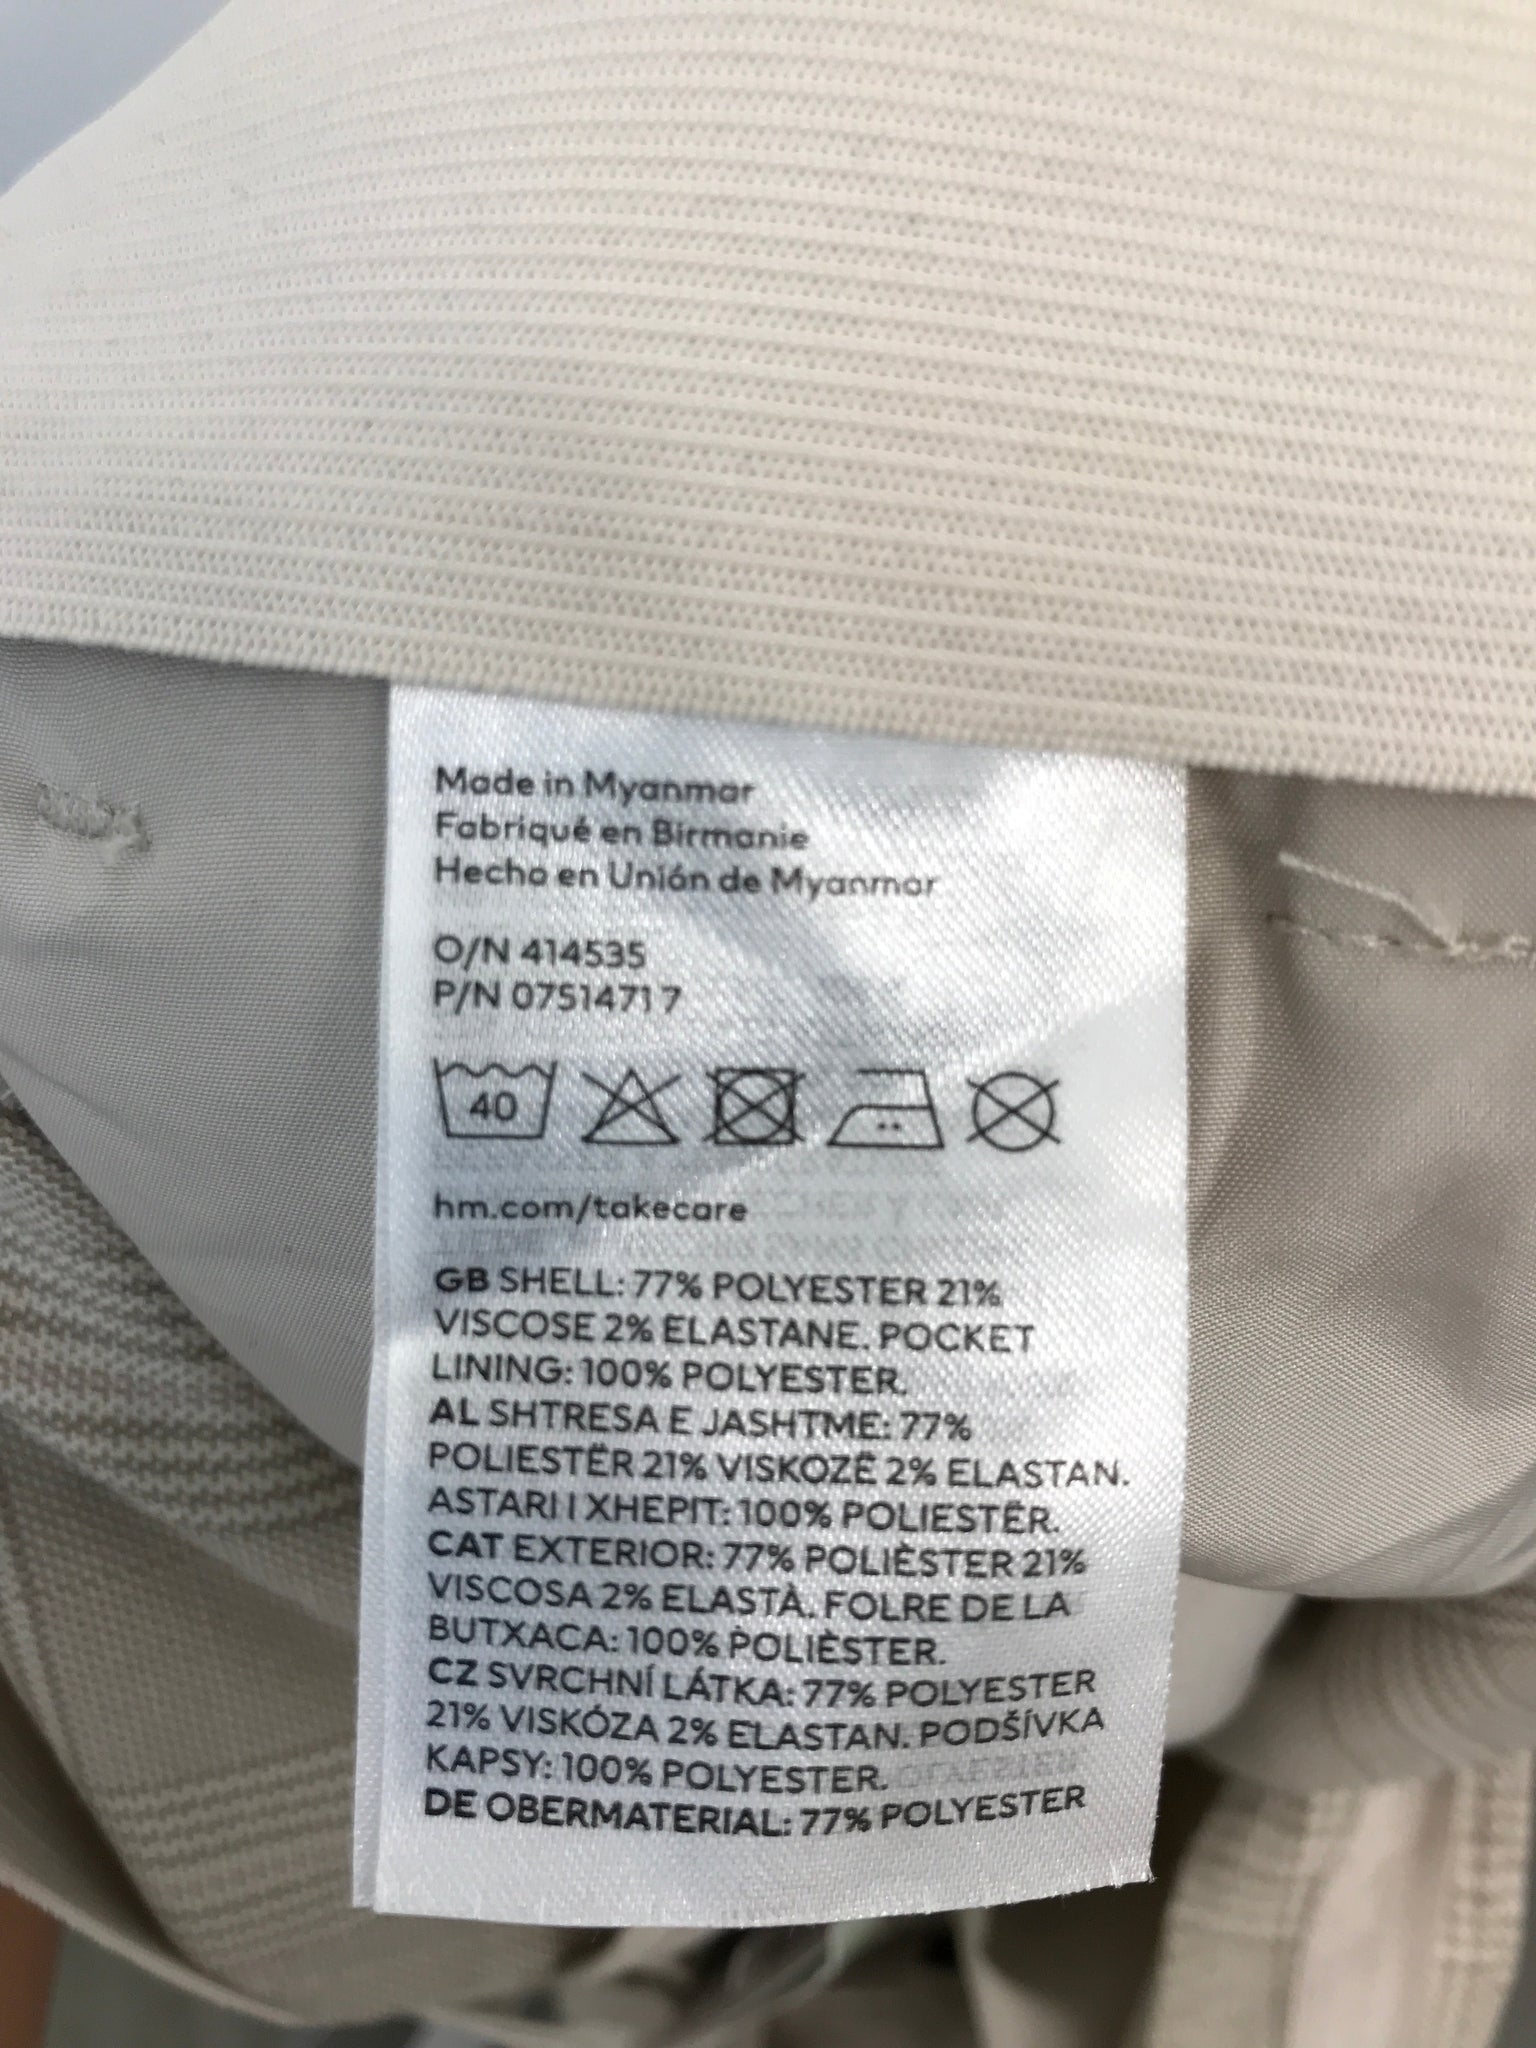 Made in Myanmar
Fabriqué en Birmanie
Hecho en Unión de Myanmar
O/N 414535
P/N 07514717
40
hm.com/takecare
GB SHELL: 77% POLYESTER 21%
VISCOSE 2% ELASTANE. POCKET
LINING: 100% POLYESTER.
AL SHTRESA E JASHTME: 77%
POLIESTËR 21% VISKOZË 2% ELASTAN.
ASTARI I XHEPIT: 100% POLIESTËR.
CAT EXTERIOR: 77% POLIÈSTER 21%
VISCOSA 2% ELASTÀ. FOLRE DE LA
BUTXACA: 100% POLIÈSTER.
CZ SVRCHNÍ LÁTKA: 77% POLYESTER
21% VISKÓZA 2% ELASTAN. PODŠÍVKA
KAPSY: 100% POLYESTER.
DE OBERMATERIAL: 77% POLYESTER